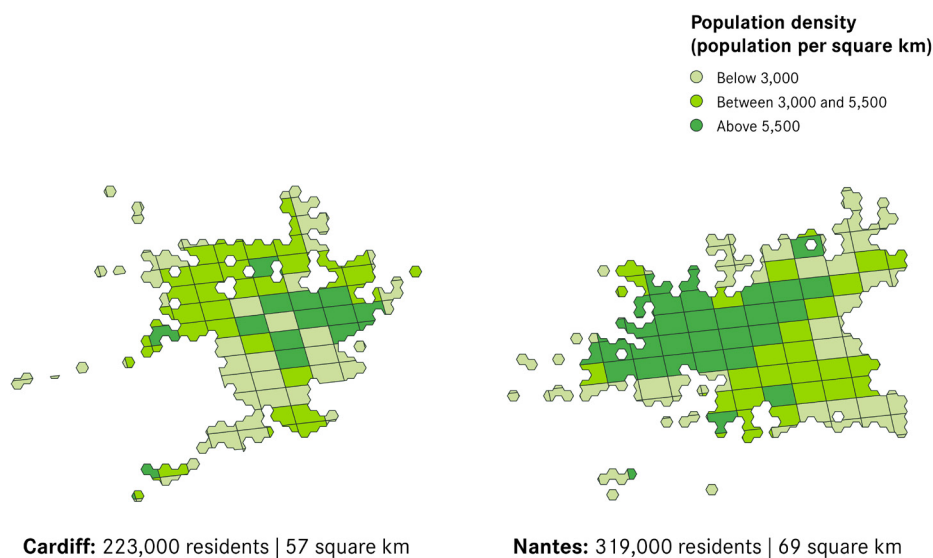 Population density
(population per square km)
Below 3,000
Between 3,000 and 5,500
Above 5,500
Cardiff: 223,000 residents | 57 square km
Nantes: 319,000 residents | 69 square km